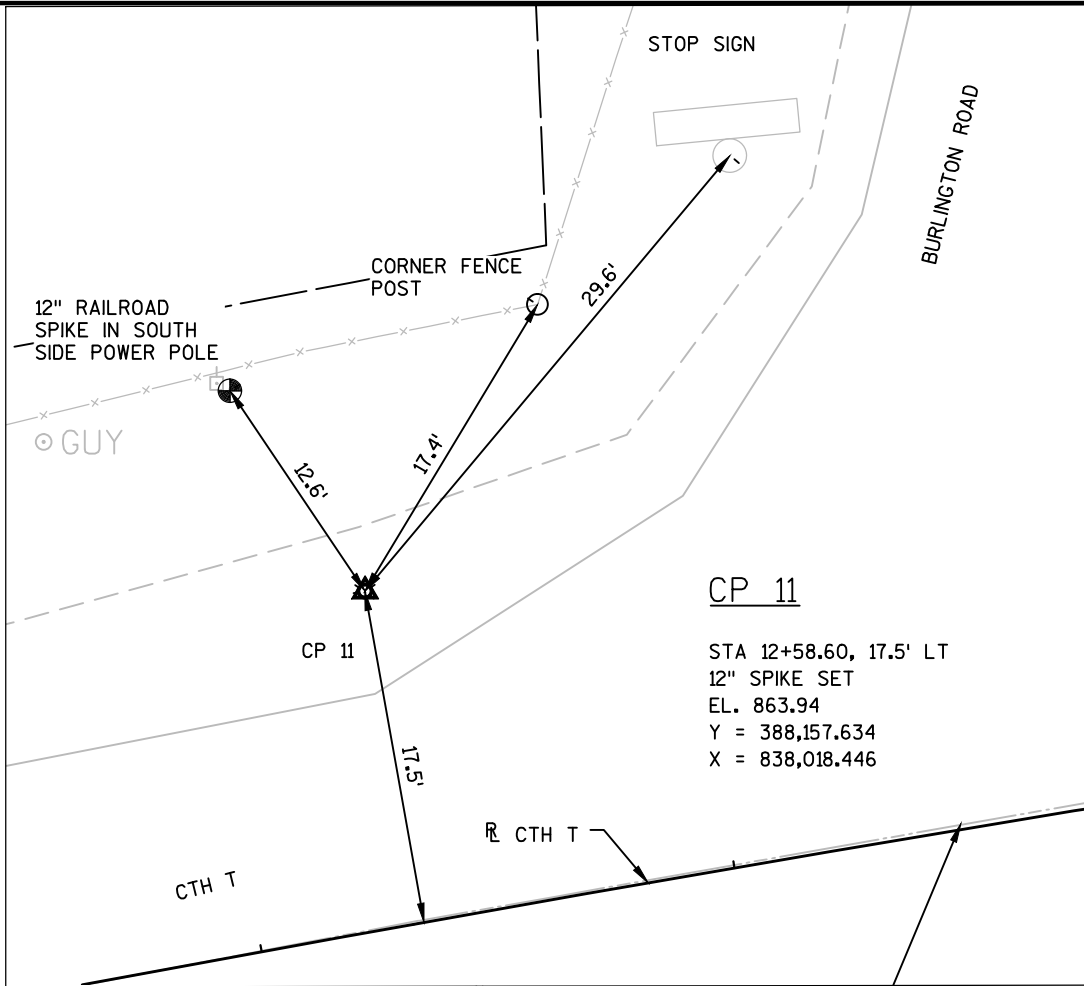 STOP SIGN
BURLINGTON ROAD
CORNER FENCE
POST
12" RAILROAD
SPIKE IN SOUTH
SIDE POWER POLE
29.6'
17.4'
GUY
12.6'
CP 11
CP 11
STA 12+58.60, 17.5' LT
12" SPIKE SET
EL. 863.94
Y = 388,157.634
X = 838,018.446
17.5'
RL CTH T
CTH T